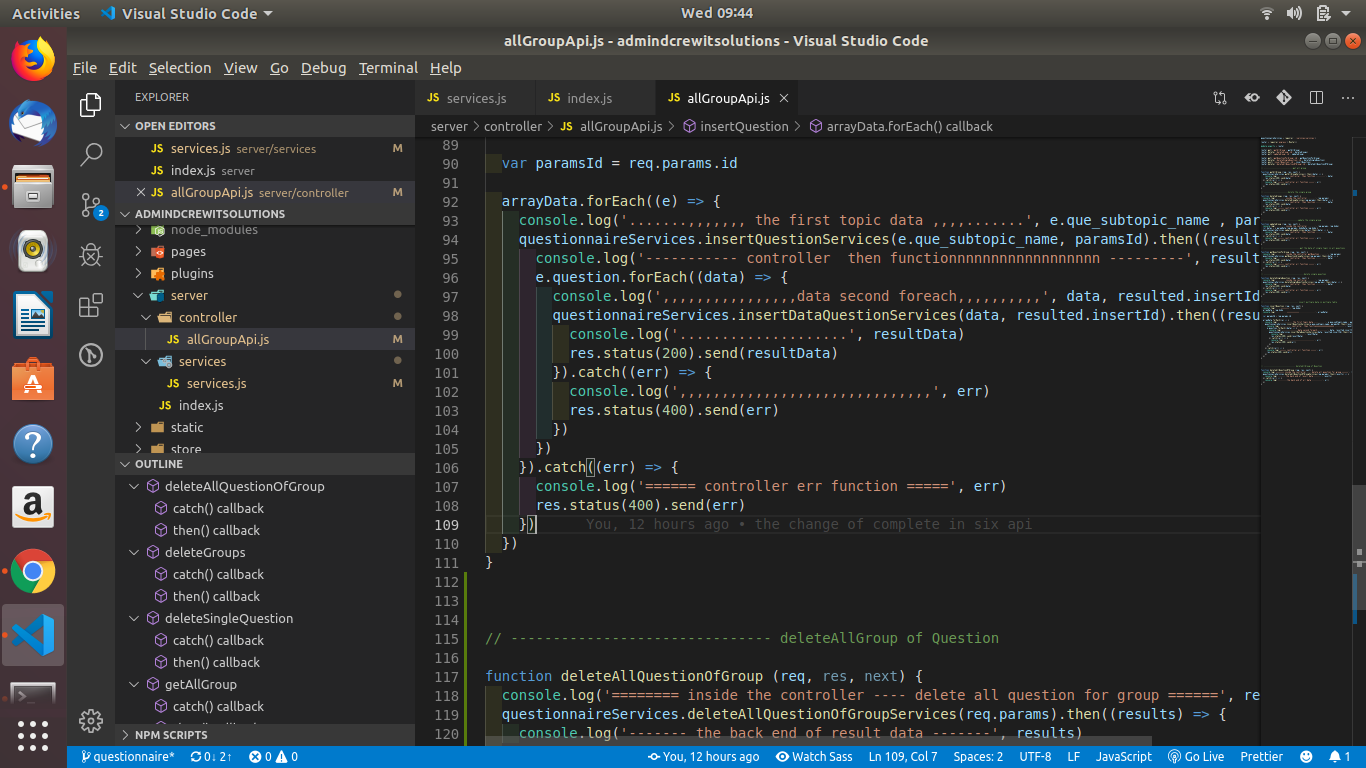 Activities Visual Studio Code Wed 09:44
allGroupApi.js - admindcrewitsolutions - Visual Studio Code
File Edit Selection View Go Debug Terminal Help
EXPLORER
OPEN EDITORS
JS services.js server/services M
JS index.js server
JS allGroupApi.js server/controller M
ADMINDCREWITSOLUTIONS
node_modules
pages
plugins
server
controller
JS allGroupApi.js M
services
JS services.js M
JS index.js
static
store
OUTLINE
deleteAllQuestionOfGroup
catch() callback
then() callback
deleteGroups
catch() callback
then() callback
deleteSingleQuestion
catch() callback
then() callback
getAllGroup
catch() callback
NPM SCRIPTS
2
JS services.js JS index.js JS allGroupApi.js
server > controller > JS allGroupApi.js > insertQuestion > arrayData.forEach() callback
89
90 var paramsId = req.params.id
91
92 arrayData.forEach((e) => {
93 console.log('.......,,,,,,, the first topic data ,,,,.......', e.que_subtopic_name , par
94 questionnaireServices.insertQuestionServices(e.que_subtopic_name, paramsId).then((result
95 console.log('----------- controller  then functionnnnnnnnnnnnnnnnnn ---------', result
96 e.question.forEach((data) => {
97 console.log(',,,,,,,,,,,,,,,,data second foreach,,,,,,,,,,', data, resulted.insertId
98 questionnaireServices.insertDataQuestionServices(data, resulted.insertId).then((resu
99 console.log('....................', resultData)
100 res.status(200).send(resultData)
101 }).catch((err) => {
102 console.log(',,,,,,,,,,,,,,,,,,,,,,,,,,,,,,', err)
103 res.status(400).send(err)
104 })
105 })
106 }).catch((err) => {
107 console.log('====== controller err function =====', err)
108 res.status(400).send(err)
109 }) You, 12 hours ago • the change of complete in six api
110 })
111 }
112
113
114
115 // ------------------------------- deleteAllGroup of Question
116
117 function deleteAllQuestionOfGroup (req, res, next) {
118 console.log('======== inside the controller ---- delete all question for group ======', re
119 questionnaireServices.deleteAllQuestionOfGroupServices(req.params).then((results) => {
120 console.log('------- the back end of result data -------', results)
questionnaire* 0↓ 2↑ 0 0 You, 12 hours ago Watch Sass Ln 109, Col 7 Spaces: 2 UTF-8 LF JavaScript Go Live Prettier 1